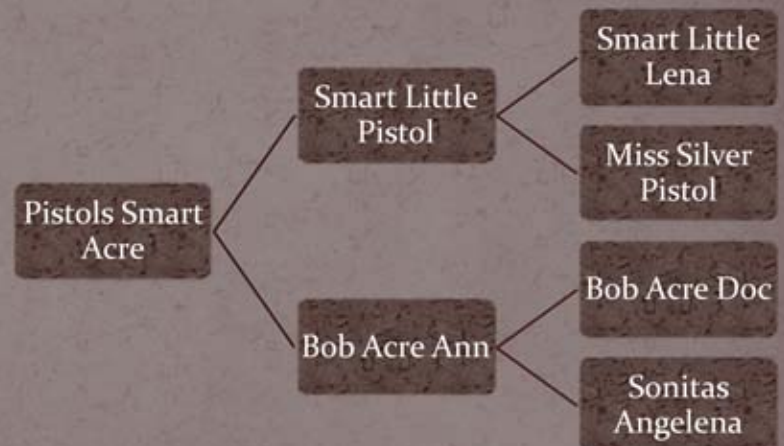 Pistols Smart
Acre
Smart Little
Pistol
Bob Acre Ann
Smart Little
Lena
Miss Silver
Pistol
Bob Acre Doc
Sonitas
Angelena